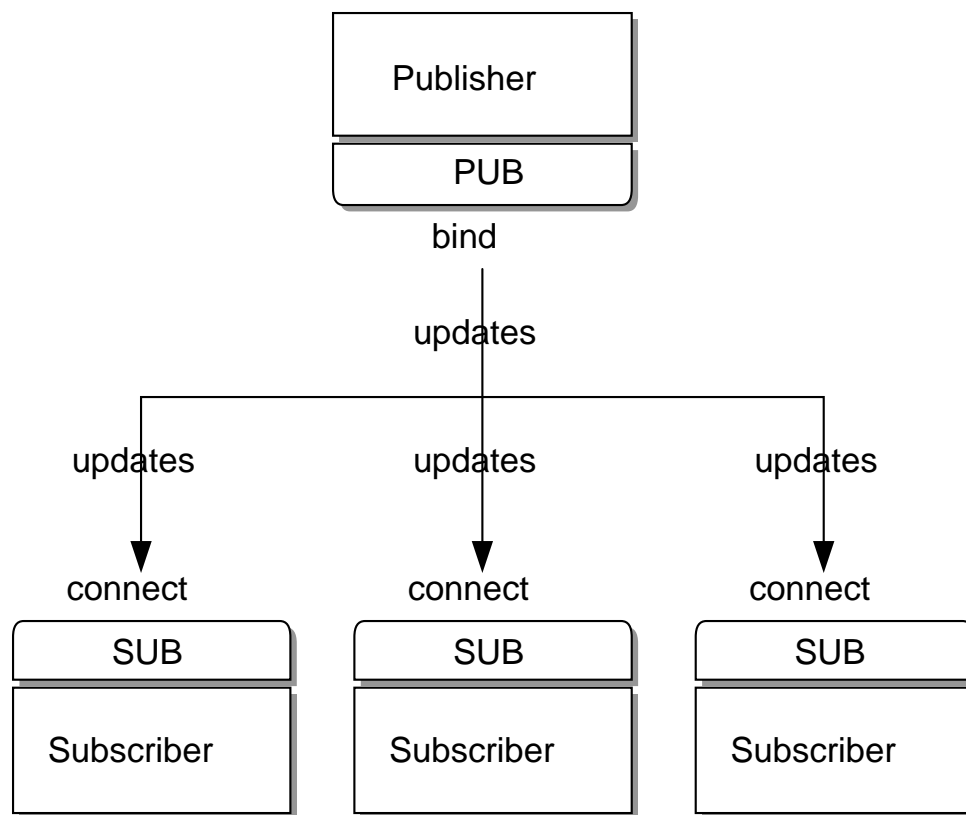 Publisher
PUB
bind
updates
updates updates updates
connect connect connect
SUB SUB SUB
Subscriber Subscriber Subscriber